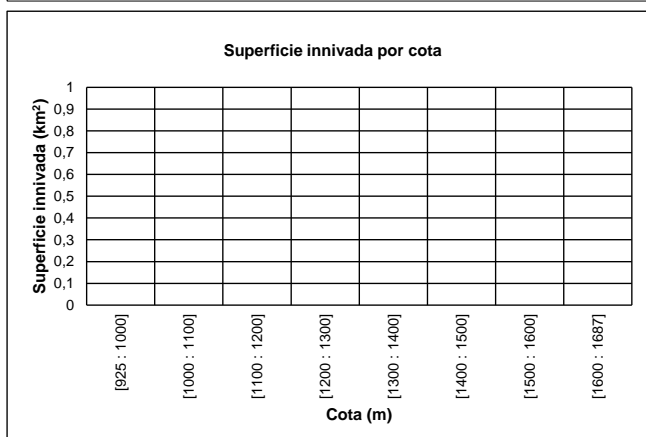 Superficie innivada por cota
Superficie innivada (km²)
1
0,9
0,8
0,7
0,6
0,5
0,4
0,3
0,2
0,1
0
[925 : 1000]
[1000 : 1100]
[1100 : 1200]
[1200 : 1300]
[1300 : 1400]
[1400 : 1500]
[1500 : 1600]
[1600 : 1687]
Cota (m)